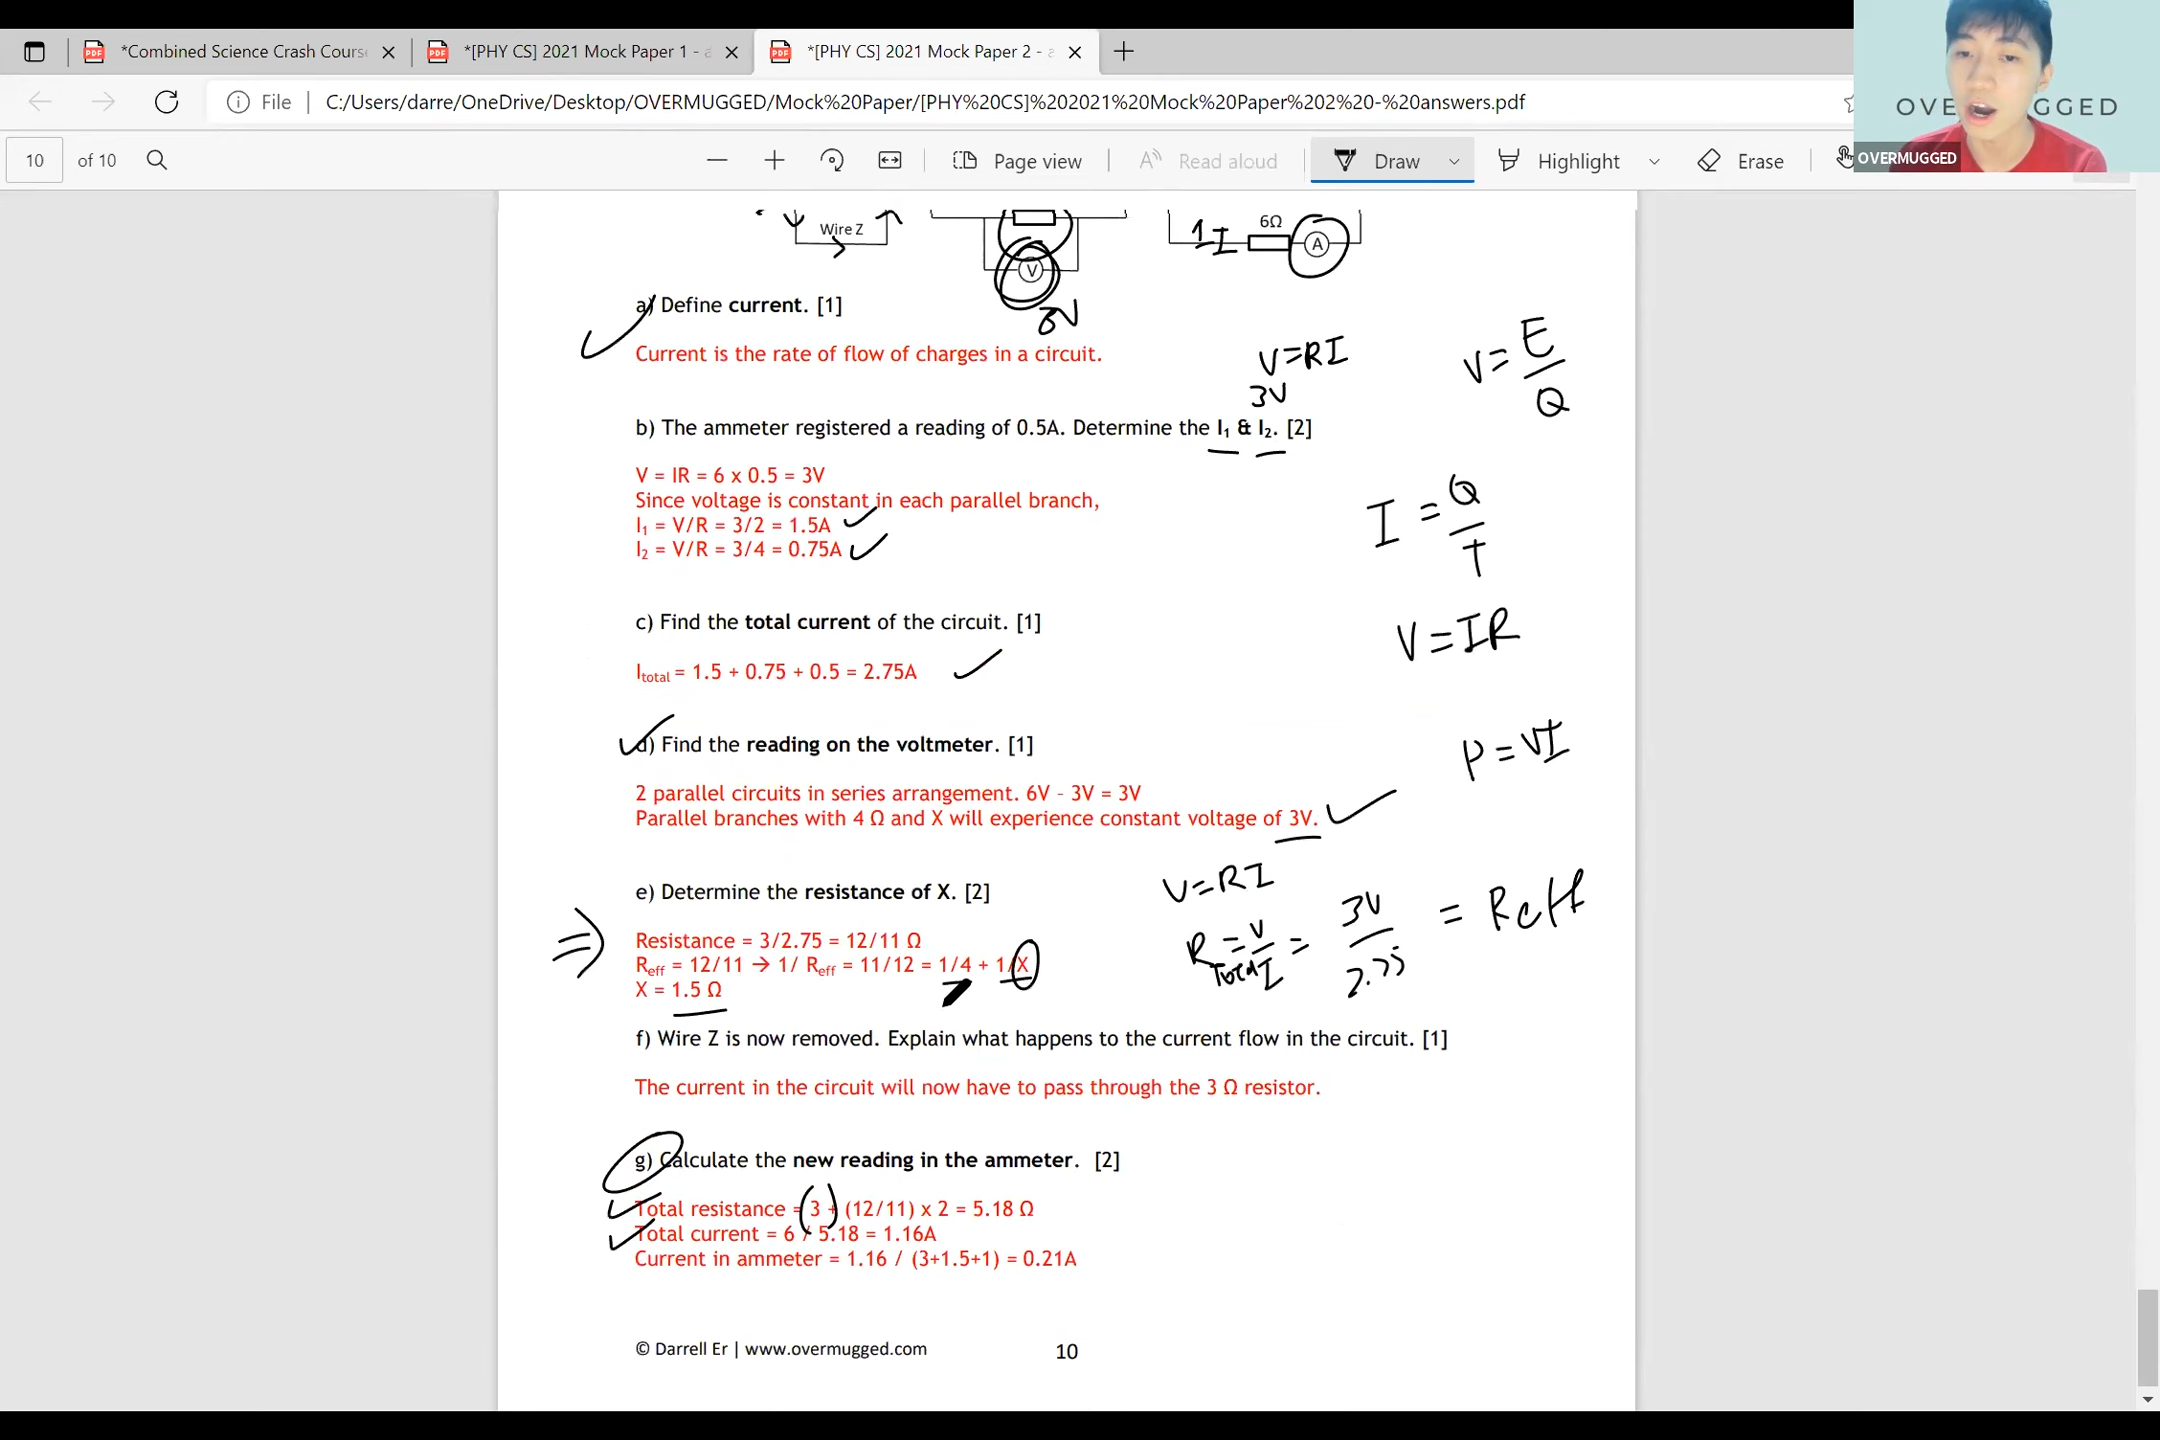 *Combined Science Crash Cours
*[PHY CS] 2021 Mock Paper 1 - a
*[PHY CS] 2021 Mock Paper 2 - a
File
C:/Users/darre/OneDrive/Desktop/OVERMUGGED/Mock%20Paper/[PHY%20CS]%202021%20Mock%20Paper%202%20-%20answers.pdf
OVE GGED
OVERMUGGED
10 of 10
Page view
Read aloud
Draw
Highlight
Erase
Wire Z
V
3V
1I
6Ω
A
a) Define current. [1]
Current is the rate of flow of charges in a circuit.
V=RI
3V
V=E/Q
b) The ammeter registered a reading of 0.5A. Determine the I₁ & I₂. [2]
V = IR = 6 x 0.5 = 3V
Since voltage is constant in each parallel branch,
I₁ = V/R = 3/2 = 1.5A
I₂ = V/R = 3/4 = 0.75A
I=Q/T
c) Find the total current of the circuit. [1]
V=IR
Itotal = 1.5 + 0.75 + 0.5 = 2.75A
d) Find the reading on the voltmeter. [1]
P=VI
2 parallel circuits in series arrangement. 6V - 3V = 3V
Parallel branches with 4 Ω and X will experience constant voltage of 3V.
e) Determine the resistance of X. [2]
V=RI
R Total = V/I = 3V/2.75 = Reff
Resistance = 3/2.75 = 12/11 Ω
Reff = 12/11 → 1/ Reff = 11/12 = 1/4 + 1/X
X = 1.5 Ω
f) Wire Z is now removed. Explain what happens to the current flow in the circuit. [1]
The current in the circuit will now have to pass through the 3 Ω resistor.
g) Calculate the new reading in the ammeter. [2]
Total resistance = 3 + (12/11) x 2 = 5.18 Ω
Total current = 6 / 5.18 = 1.16A
Current in ammeter = 1.16 / (3+1.5+1) = 0.21A
© Darrell Er | www.overmugged.com
10